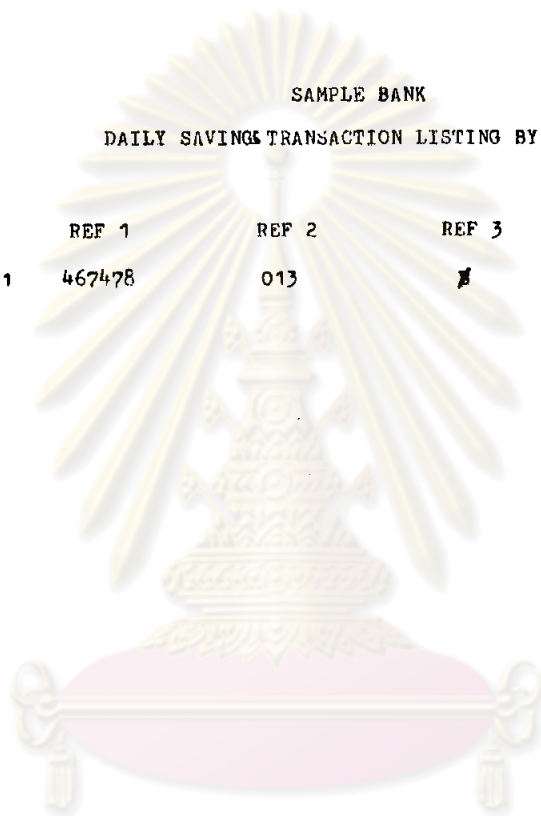 SAMPLE BANK
DAILY SAVINGS TRANSACTION LISTING BY
REF 1 REF 2 REF 3
1 467478 013